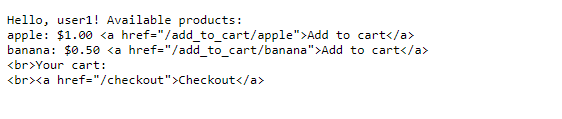 Hello, user1! Available products:
apple: $1.00 <a href="/add_to_cart/apple">Add to cart</a>
banana: $0.50 <a href="/add_to_cart/banana">Add to cart</a>
<br>Your cart:
<br><a href="/checkout">Checkout</a>